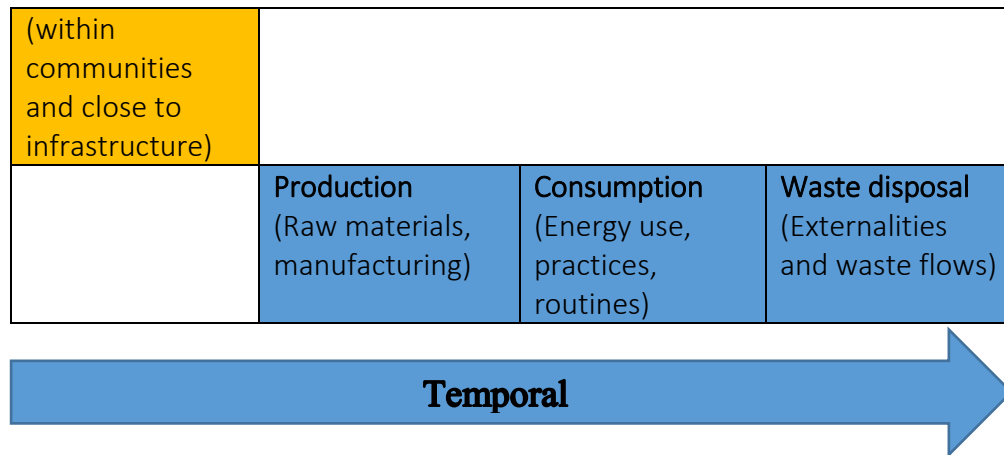 (within
communities
and close to
infrastructure)
Production
(Raw materials,
manufacturing)
Consumption
(Energy use,
practices,
routines)
Waste disposal
(Externalities
and waste flows)
Temporal